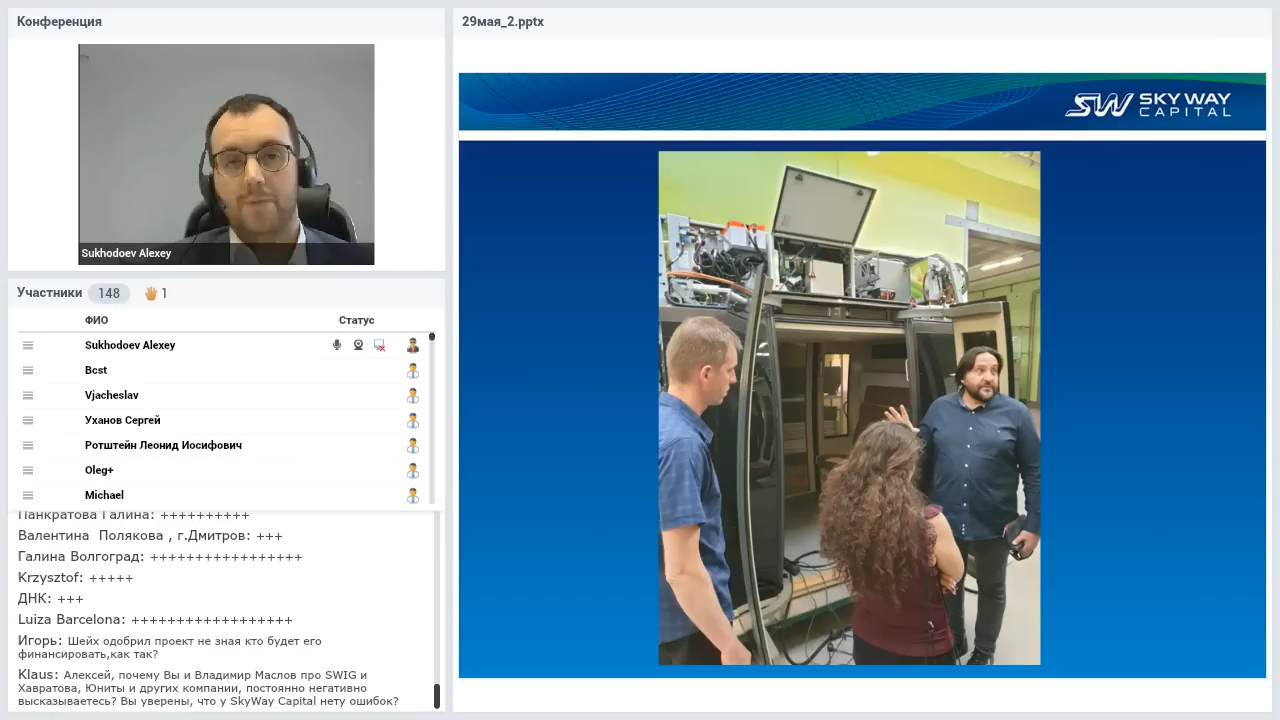 Конференция
Sukhodoev Alexey
Участники 148 1
ФИО Статус
Sukhodoev Alexey
Bcst
Vjacheslav
Уханов Сергей
Ротштейн Леонид Иосифович
Oleg+
Michael
Панкратова Галина: ++++++++++
Валентина Полякова , г.Дмитров: +++
Галина Волгоград: +++++++++++++++++
Krzysztof: +++++
ДНК: +++
Luiza Barcelona: ++++++++++++++++++
Игорь: Шейх одобрил проект не зная кто будет его
финансировать,как так?
Klaus: Алексей, почему Вы и Владимир Маслов про SWIG и
Хавратова, Юниты и других компании, постоянно негативно
высказываетесь? Вы уверены, что у SkyWay Capital нету ошибок?
29мая_2.pptx
SW SKY WAY
CAPITAL